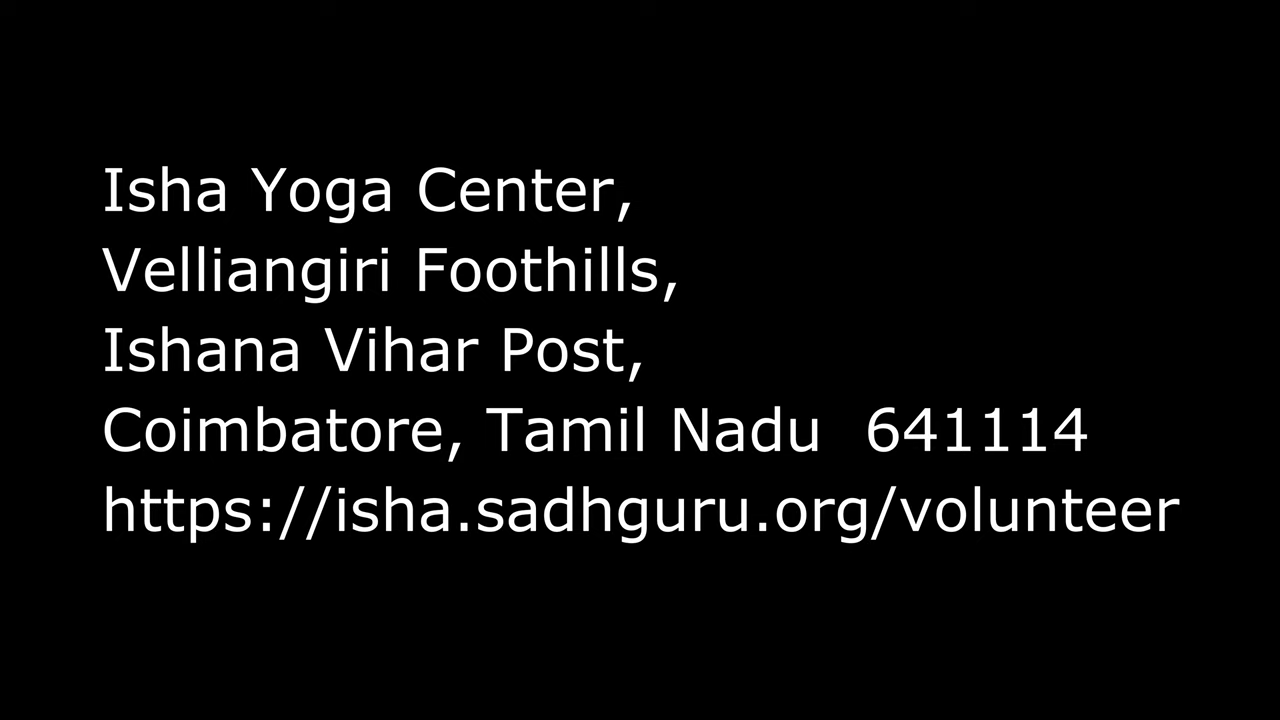 Isha Yoga Center,
Velliangiri Foothills,
Ishana Vihar Post,
Coimbatore, Tamil Nadu  641114
https://isha.sadhguru.org/volunteer